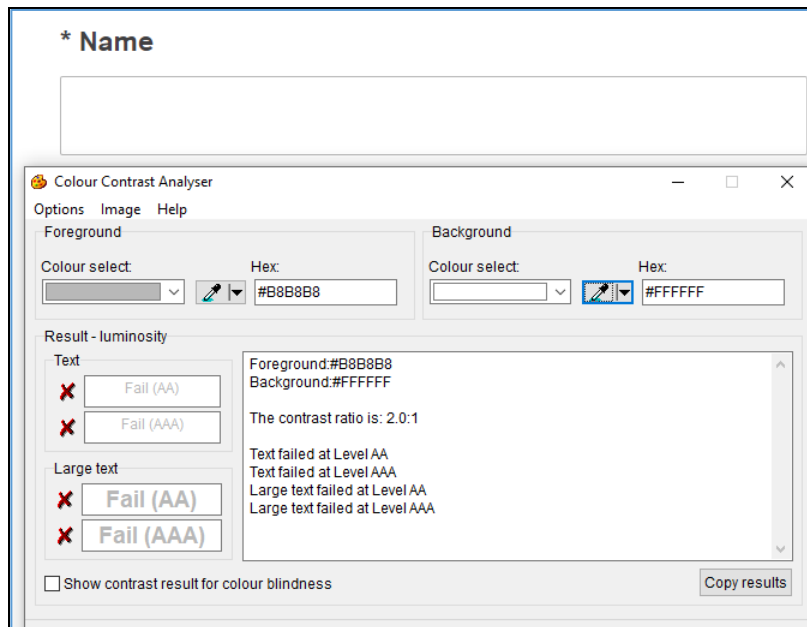 * Name
Colour Contrast Analyser
Options Image Help
Foreground
Background
Colour select:
Hex:
Colour select:
Hex:
#B8B8B8
#FFFFFF
Result - luminosity
Text
Fail (AA)
Fail (AAA)
Large text
Fail (AA)
Fail (AAA)
Foreground:#B8B8B8
Background:#FFFFFF
The contrast ratio is: 2.0:1
Text failed at Level AA
Text failed at Level AAA
Large text failed at Level AA
Large text failed at Level AAA
Show contrast result for colour blindness
Copy results